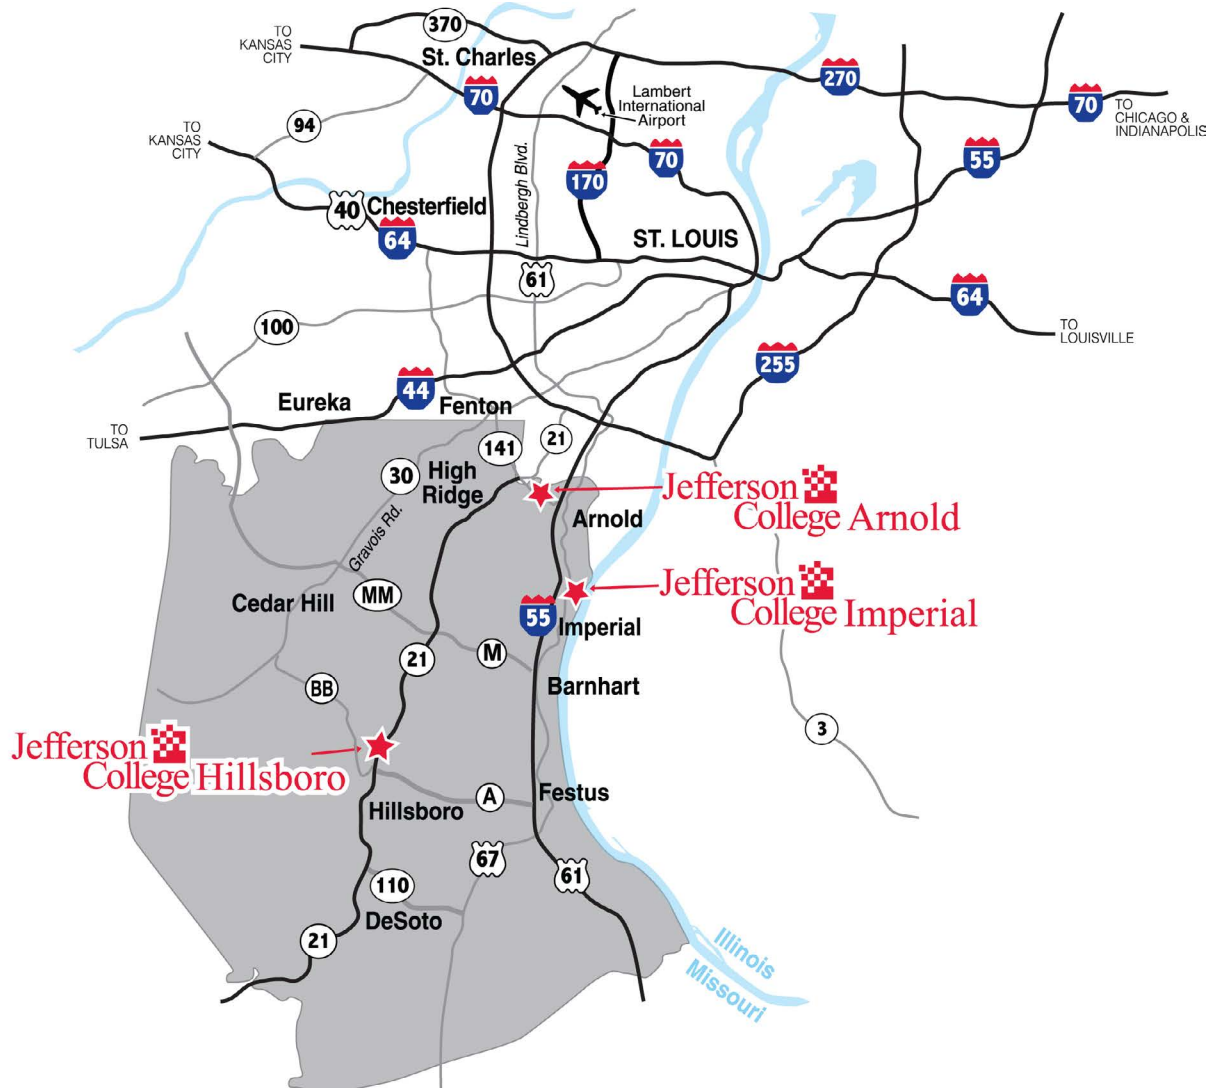 370
TO
KANSAS
CITY
St. Charles
70
270
Lambert
International
Airport
70
TO
CHICAGO &
INDIANAPOLIS
94
TO
KANSAS
CITY
Lindbergh Blvd.
70
55
170
40
Chesterfield
64
ST. LOUIS
61
64
100
TO
LOUISVILLE
255
44
Eureka
Fenton
TO
TULSA
141
21
30
High
Ridge
Jefferson
College Arnold
Arnold
Gravois Rd.
Jefferson
College Imperial
MM
Cedar Hill
55
Imperial
21
M
BB
Barnhart
3
Jefferson
College Hillsboro
A
Festus
Hillsboro
67
61
110
DeSoto
21
Illinois
Missouri